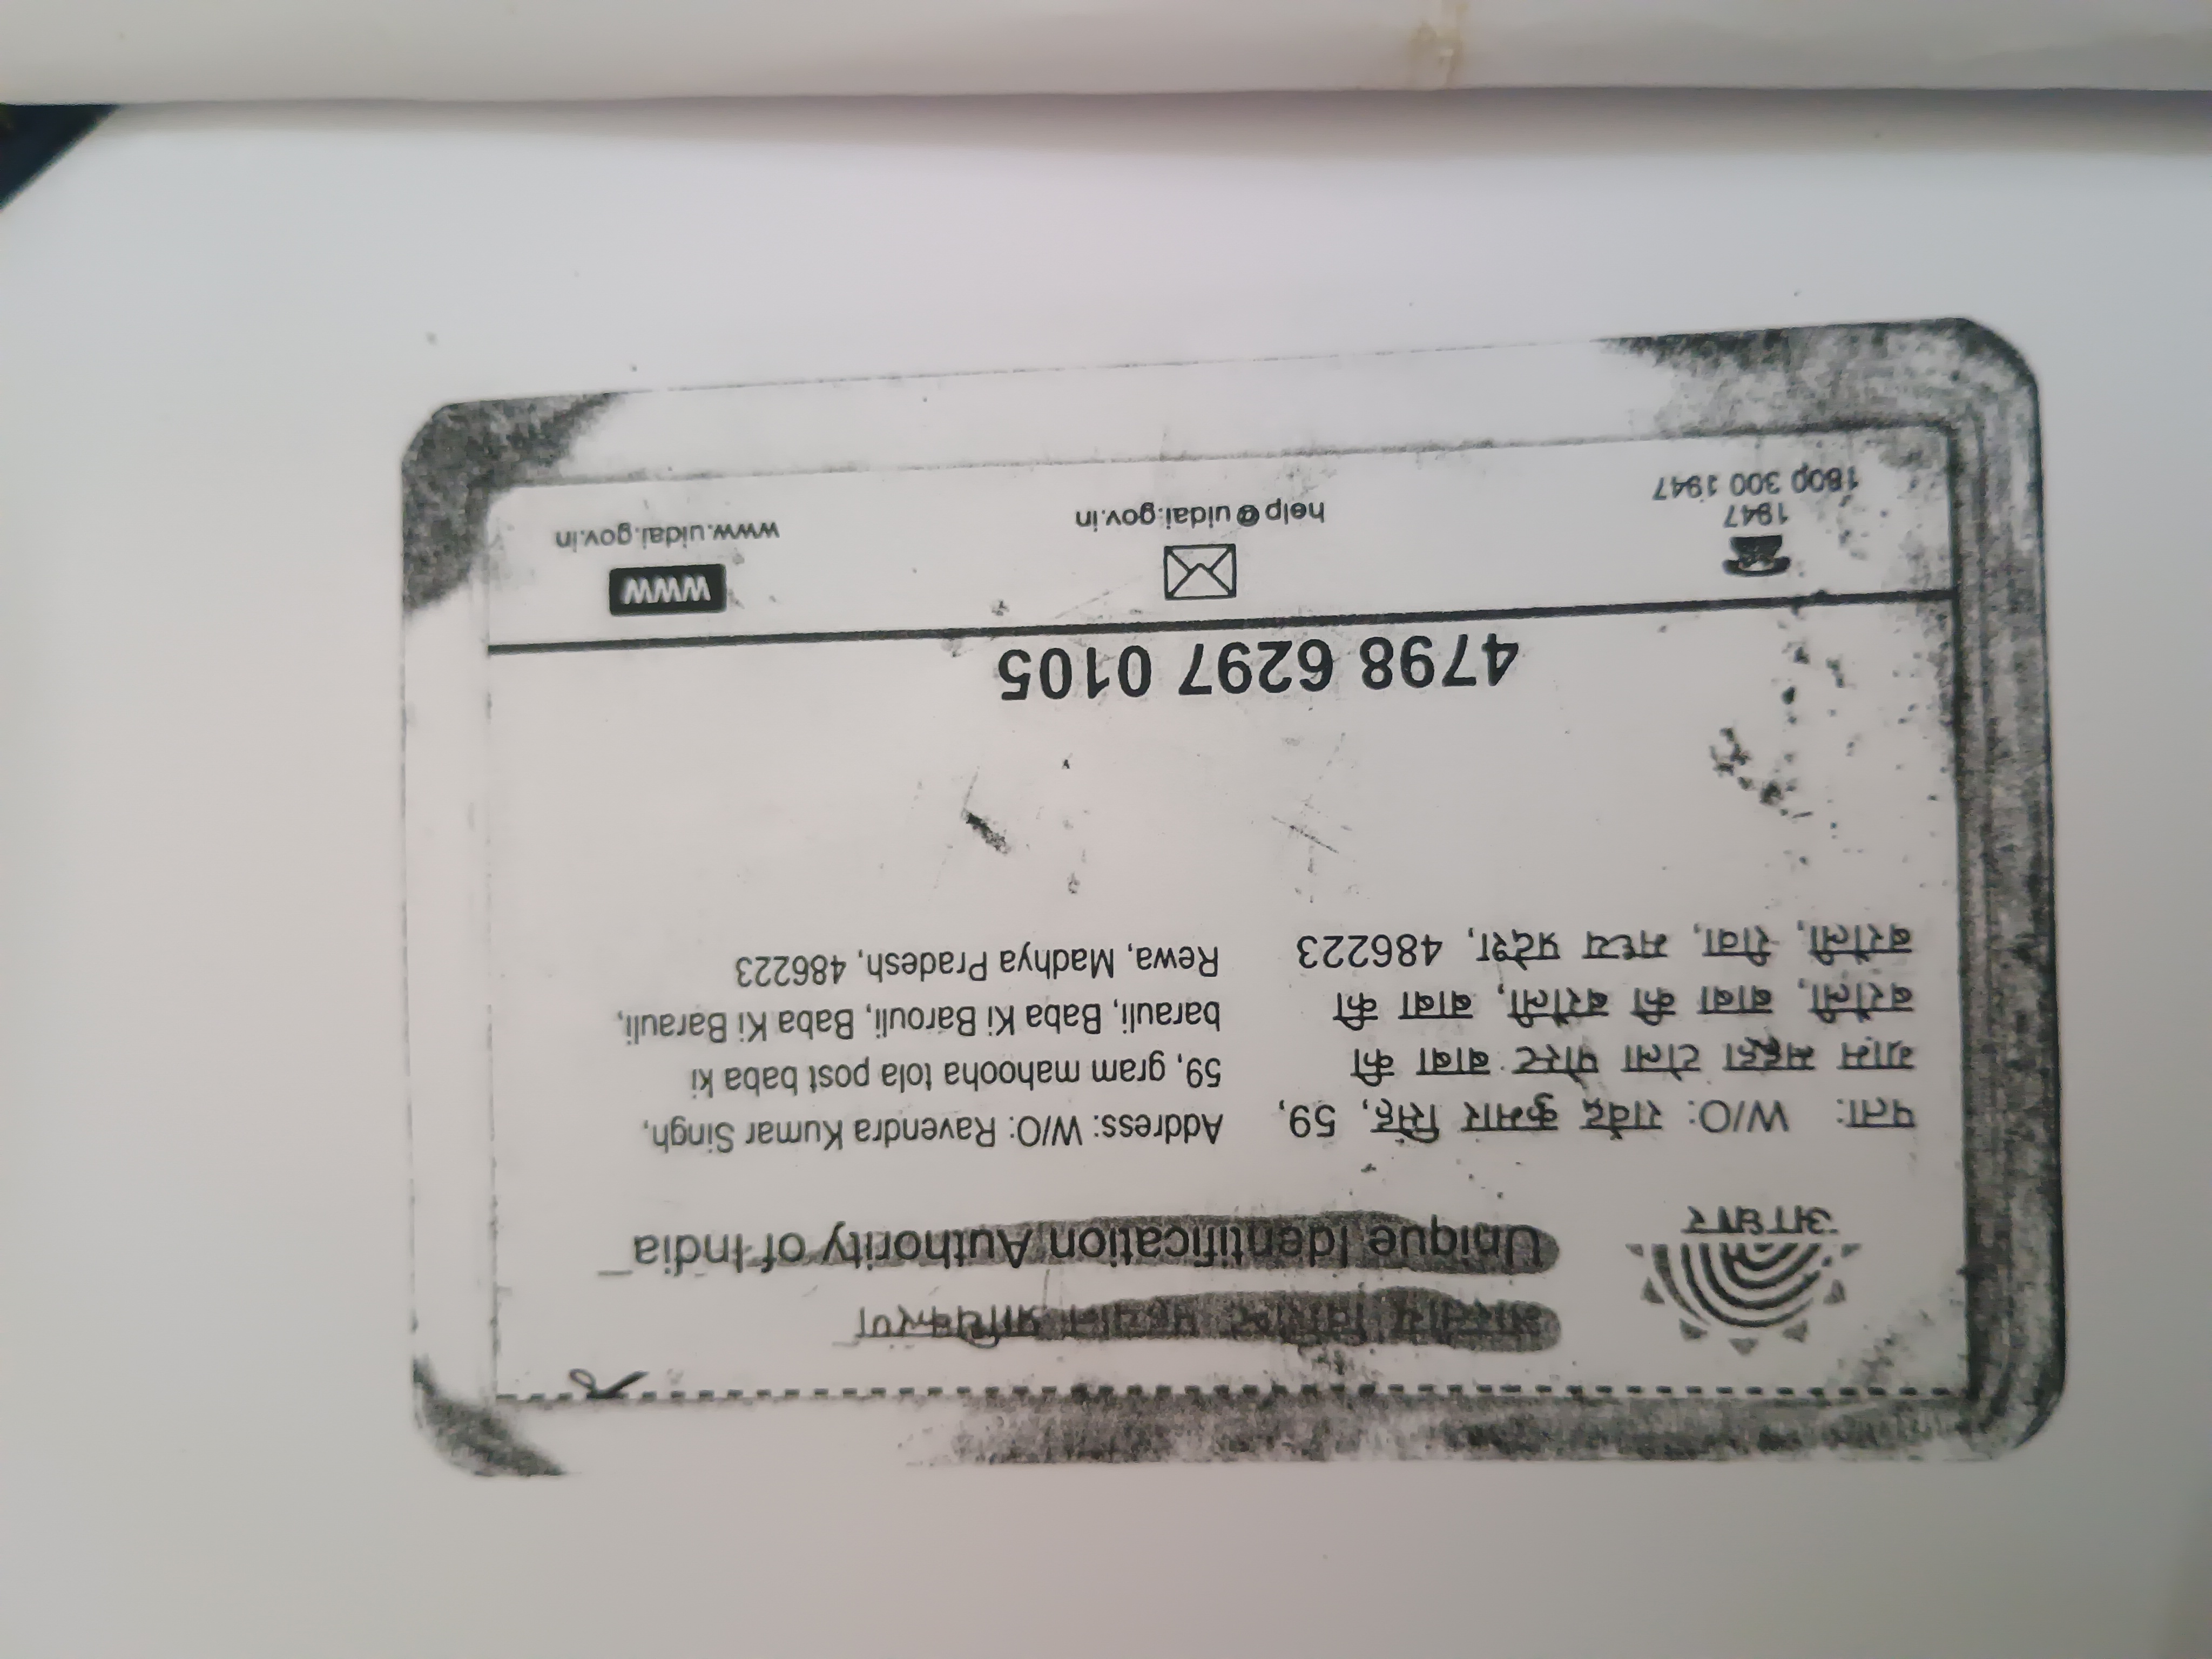 भारतीय विशिष्ट पहचान प्राधिकरण
Unique Identification Authority of India
आधार
पता: W/O: रावेंद्र कुमार सिंह, 59,
ग्राम महूहा टोला पोस्ट बाबा की
बरौली, बाबा की बरौली, बाबा की
बरौली, रीवा, मध्य प्रदेश, 486223
Address: W/O: Ravendra Kumar Singh,
59, gram mahooha tola post baba ki
barauli, Baba Ki Barouli, Baba Ki Barauli,
Rewa, Madhya Pradesh, 486223
4798 6297 0105
1947
1800 300 1947
help@uidai.gov.in
www
www.uidai.gov.in